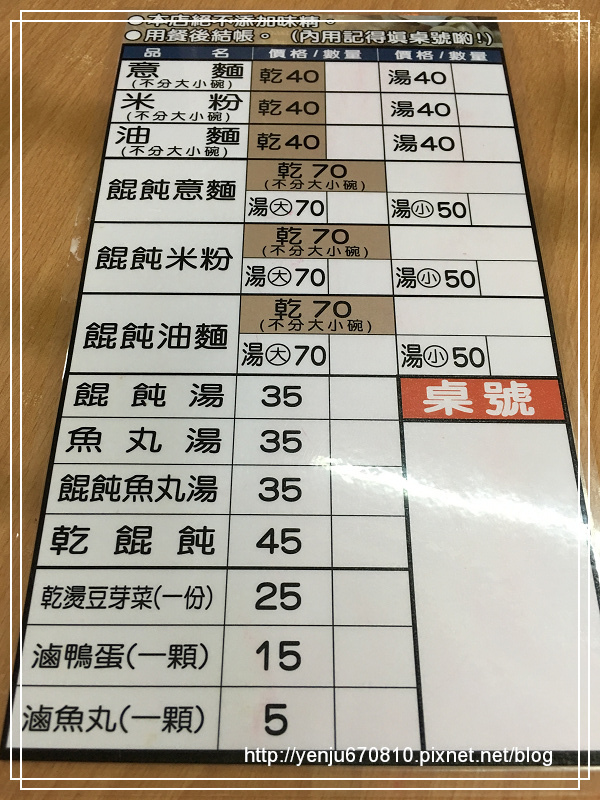 ●本店絕不添加味精。
●用餐後結帳。（內用記得填桌號喲!）
品名 價格/數量 價格/數量
意麵 (不分大小碗) 乾40 湯40
米粉 (不分大小碗) 乾40 湯40
油麵 (不分大小碗) 乾40 湯40
餛飩意麵 乾70 (不分大小碗)
湯大70 湯小50
餛飩米粉 乾70 (不分大小碗)
湯大70 湯小50
餛飩油麵 乾70 (不分大小碗)
湯大70 湯小50
餛飩湯 35 桌號
魚丸湯 35
餛飩魚丸湯 35
乾餛飩 45
乾燙豆芽菜(一份) 25
滷鴨蛋(一顆) 15
滷魚丸(一顆) 5
http://yenju670810.pixnet.net/blog